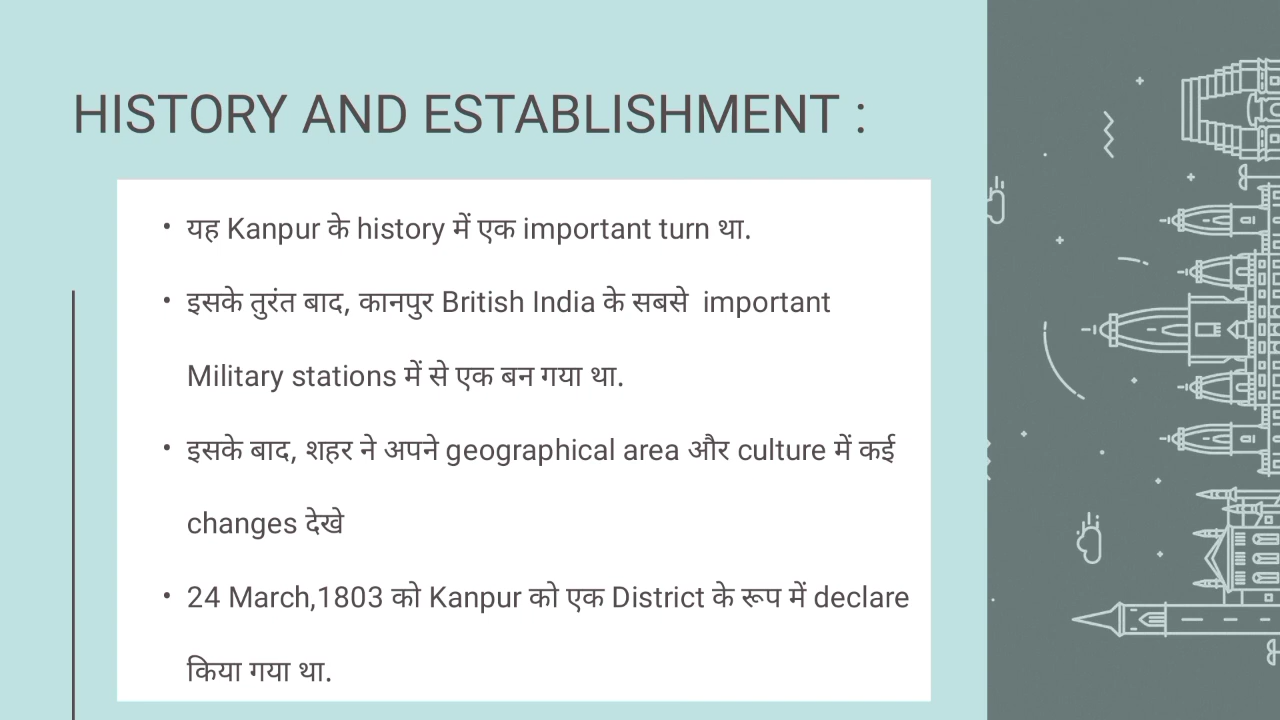 HISTORY AND ESTABLISHMENT :
• यह Kanpur के history में एक important turn था.
• इसके तुरंत बाद, कानपुर British India के सबसे  important
Military stations में से एक बन गया था.
• इसके बाद, शहर ने अपने geographical area और culture में कई
changes देखे
• 24 March,1803 को Kanpur को एक District के रूप में declare
किया गया था.